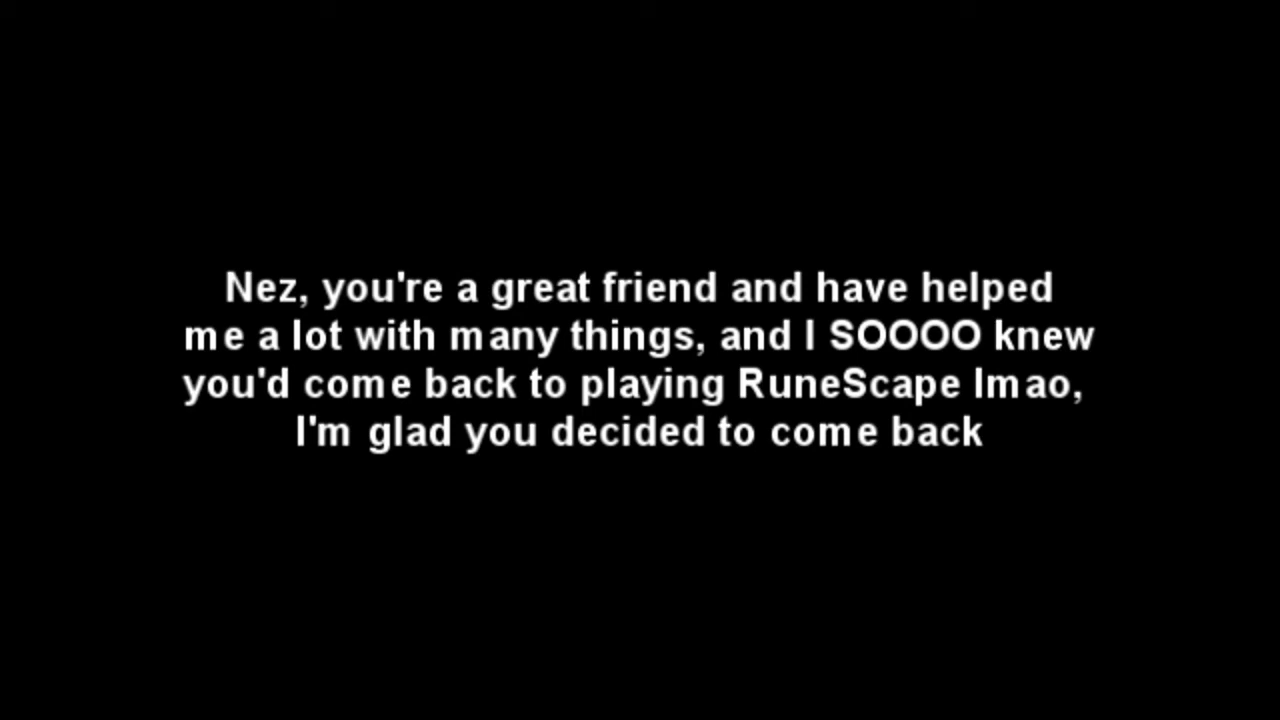 Nez, you're a great friend and have helped
me a lot with many things, and I SOOOO knew
you'd come back to playing RuneScape lmao,
I'm glad you decided to come back